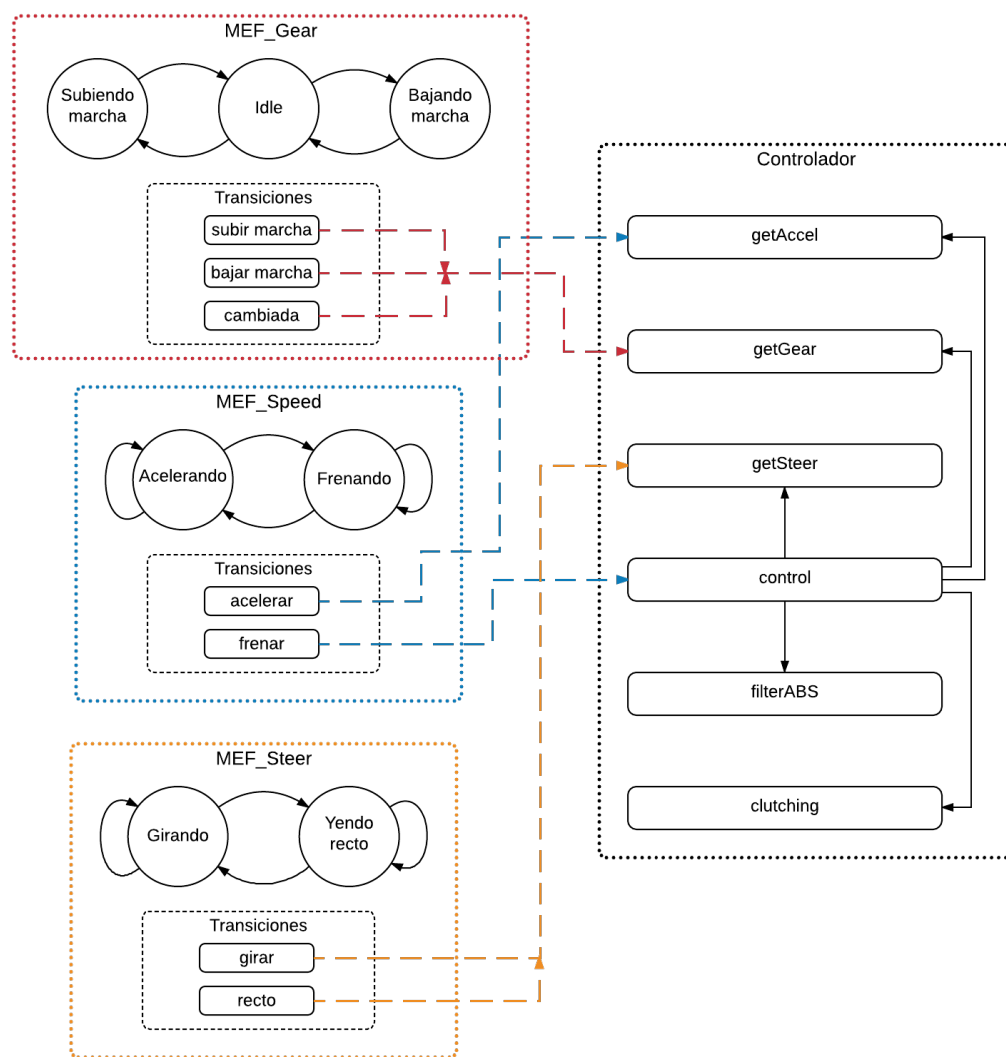 MEF_Gear
Subiendo
marcha
Idle
Bajando
marcha
Transiciones
subir marcha
bajar marcha
cambiada
MEF_Speed
Acelerando
Frenando
Transiciones
acelerar
frenar
MEF_Steer
Girando
Yendo
recto
Transiciones
girar
recto
Controlador
getAccel
getGear
getSteer
control
filterABS
clutching